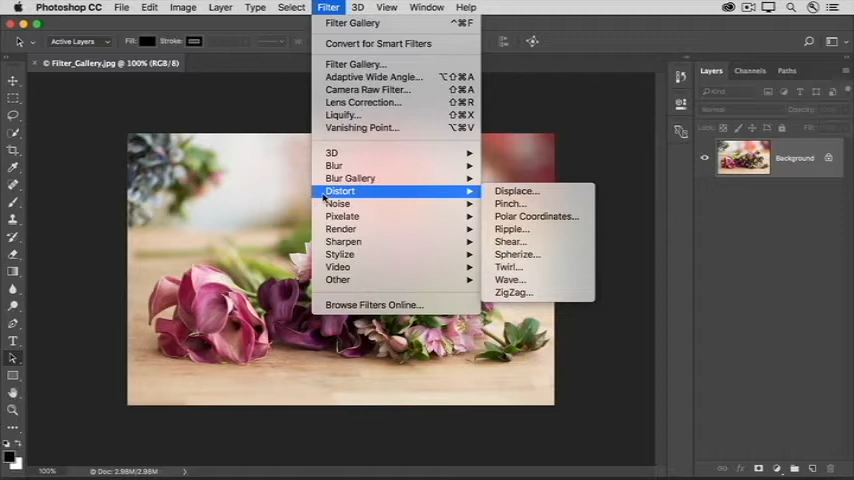 Photoshop CC File Edit Image Layer Type Select Filter 3D View Window Help
Active Layers Fill: Stroke:
© Filter_Gallery.jpg @ 100% (RGB/8)
Filter Gallery ^⌘F
Convert for Smart Filters
Filter Gallery...
Adaptive Wide Angle... ⌥⇧⌘A
Camera Raw Filter... ⇧⌘A
Lens Correction... ⇧⌘R
Liquify... ⇧⌘X
Vanishing Point... ⌥⌘V
3D
Blur
Blur Gallery
Distort
Noise
Pixelate
Render
Sharpen
Stylize
Video
Other
Browse Filters Online...
Displace...
Pinch...
Polar Coordinates...
Ripple...
Shear...
Spherize...
Twirl...
Wave...
ZigZag...
Layers Channels Paths
Kind
Normal Opacity:
Lock: Fill:
Background
100% Doc: 2.98M/2.98M